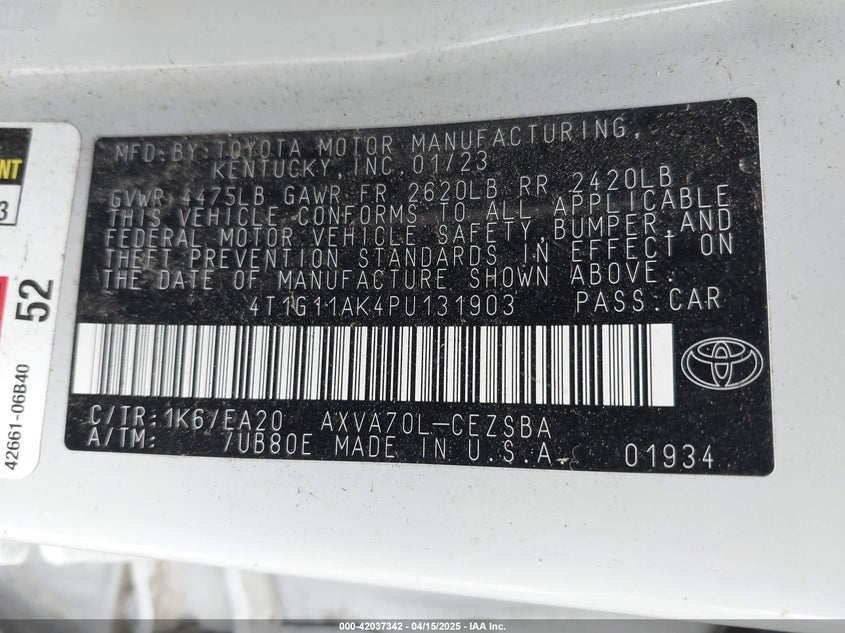 MFD.BY:TOYOTA MOTOR MANUFACTURING,
KENTUCKY, INC.01/23
GVWR 4475LB GAWR FR 2620LB RR 2420LB
THIS VEHICLE CONFORMS TO ALL APPLICABLE
FEDERAL MOTOR VEHICLE SAFETY, BUMPER, AND
THEFT PREVENTION STANDARDS IN EFFECT ON
THE DATE OF MANUFACTURE SHOWN ABOVE.
4T1G11AK4PU131903 PASS.CAR
C/TR:1K6/EA20 AXVA70L-CEZSBA
A/TM: /UB80E MADE IN U.S.A. 01934
3
52
42661-06B40
000-42037342 / 04/15/2025 - IAA Inc.